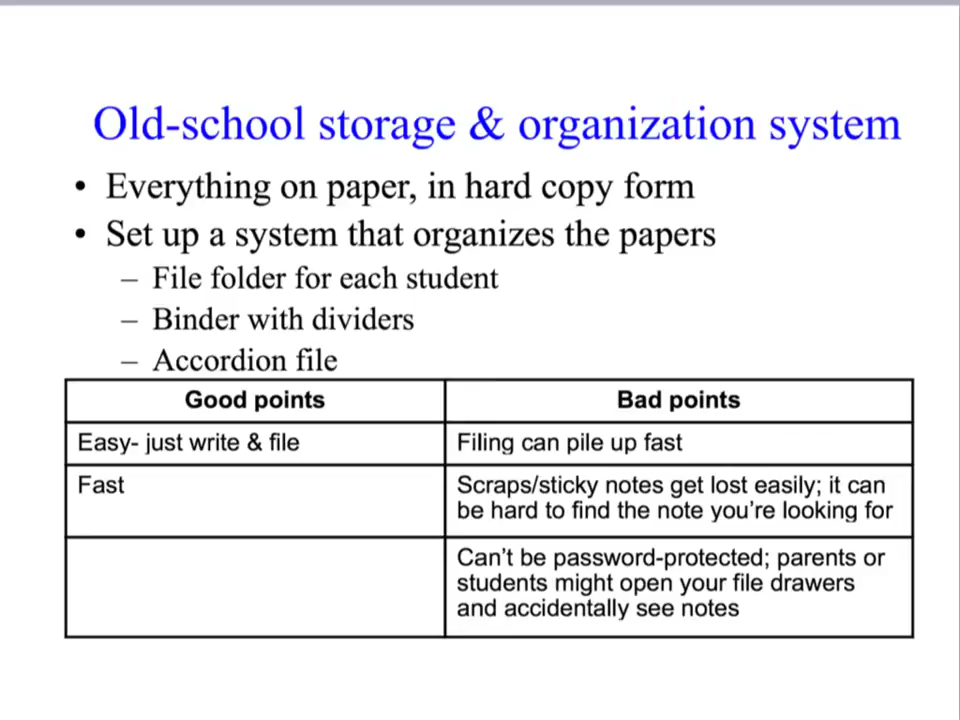 Old-school storage & organization system
• Everything on paper, in hard copy form
• Set up a system that organizes the papers
– File folder for each student
– Binder with dividers
– Accordion file
Good points
Bad points
Easy- just write & file
Filing can pile up fast
Fast
Scraps/sticky notes get lost easily; it can
be hard to find the note you’re looking for
Can’t be password-protected; parents or
students might open your file drawers
and accidentally see notes